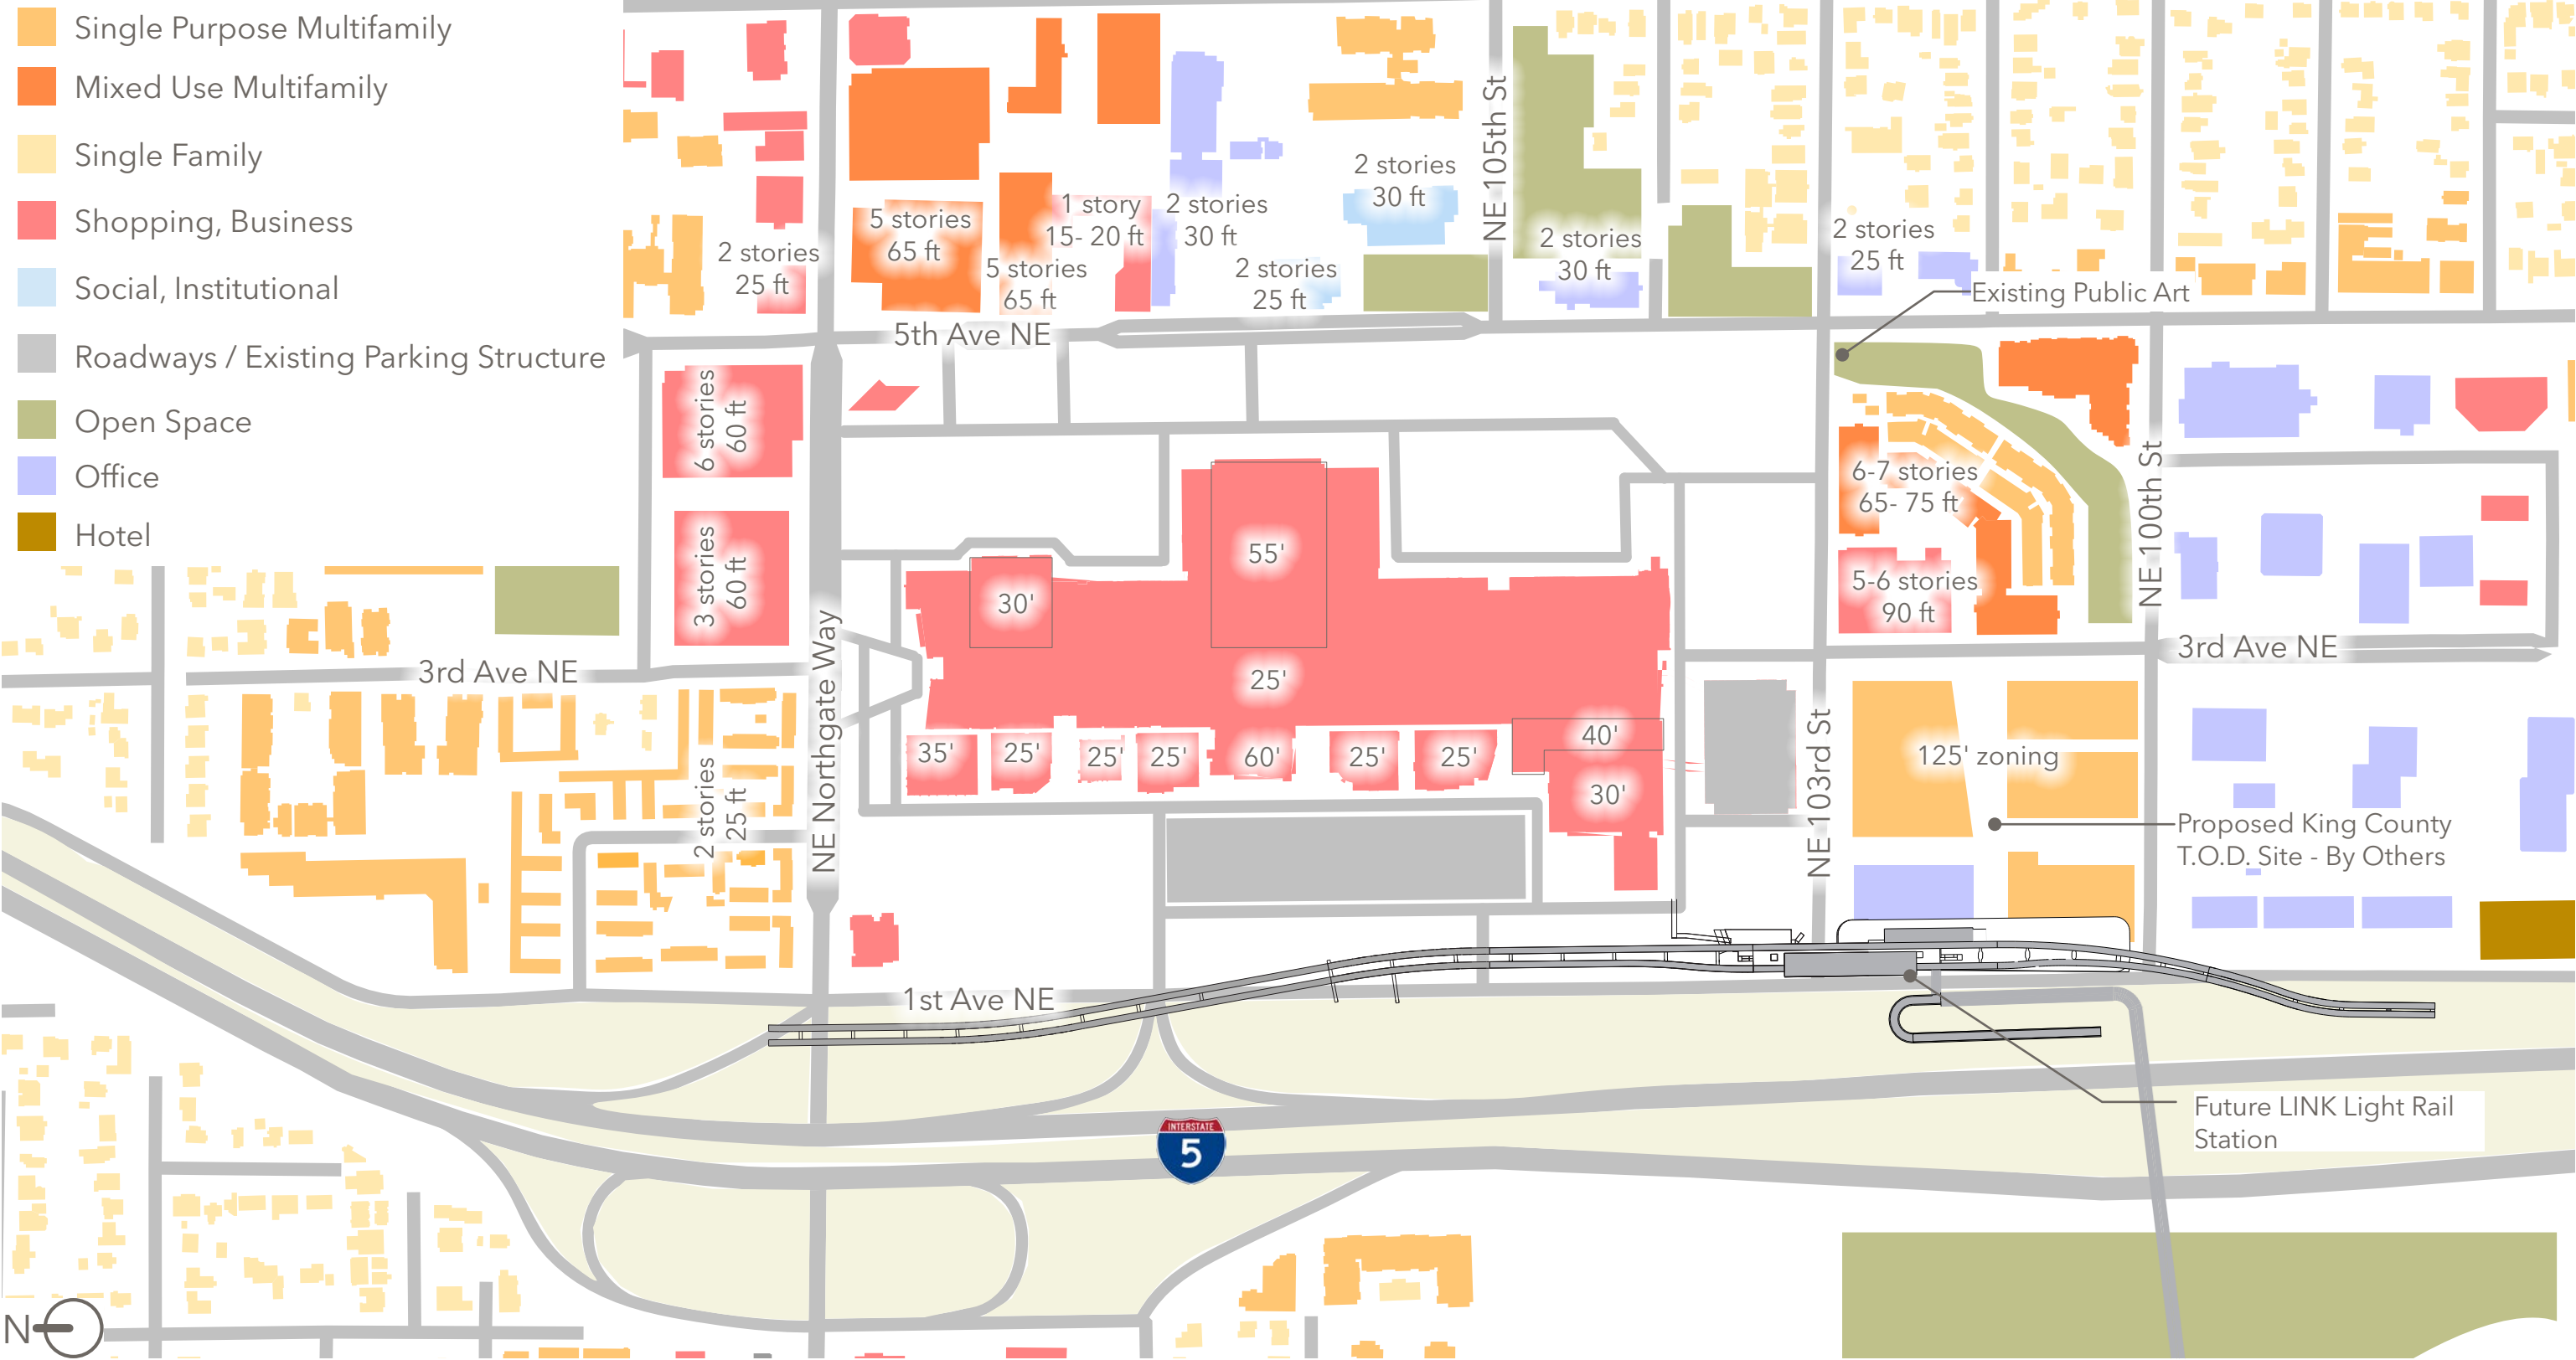 Single Purpose Multifamily
Mixed Use Multifamily
Single Family
Shopping, Business
Social, Institutional
Roadways / Existing Parking Structure
Open Space
Office
Hotel
2 stories
25 ft
5 stories
65 ft
5 stories
65 ft
1 story
15- 20 ft
2 stories
30 ft
2 stories
25 ft
2 stories
30 ft
NE 105th St
2 stories
30 ft
2 stories
25 ft
Existing Public Art
5th Ave NE
6 stories
60 ft
3 stories
60 ft
NE Northgate Way
55'
30'
25'
35'
25'
25'
25'
60'
25'
25'
40'
30'
6-7 stories
65- 75 ft
5-6 stories
90 ft
NE 100th St
3rd Ave NE
3rd Ave NE
2 stories
25 ft
NE 103rd St
125' zoning
Proposed King County
T.O.D. Site - By Others
1st Ave NE
INTERSTATE
5
Future LINK Light Rail
Station
N